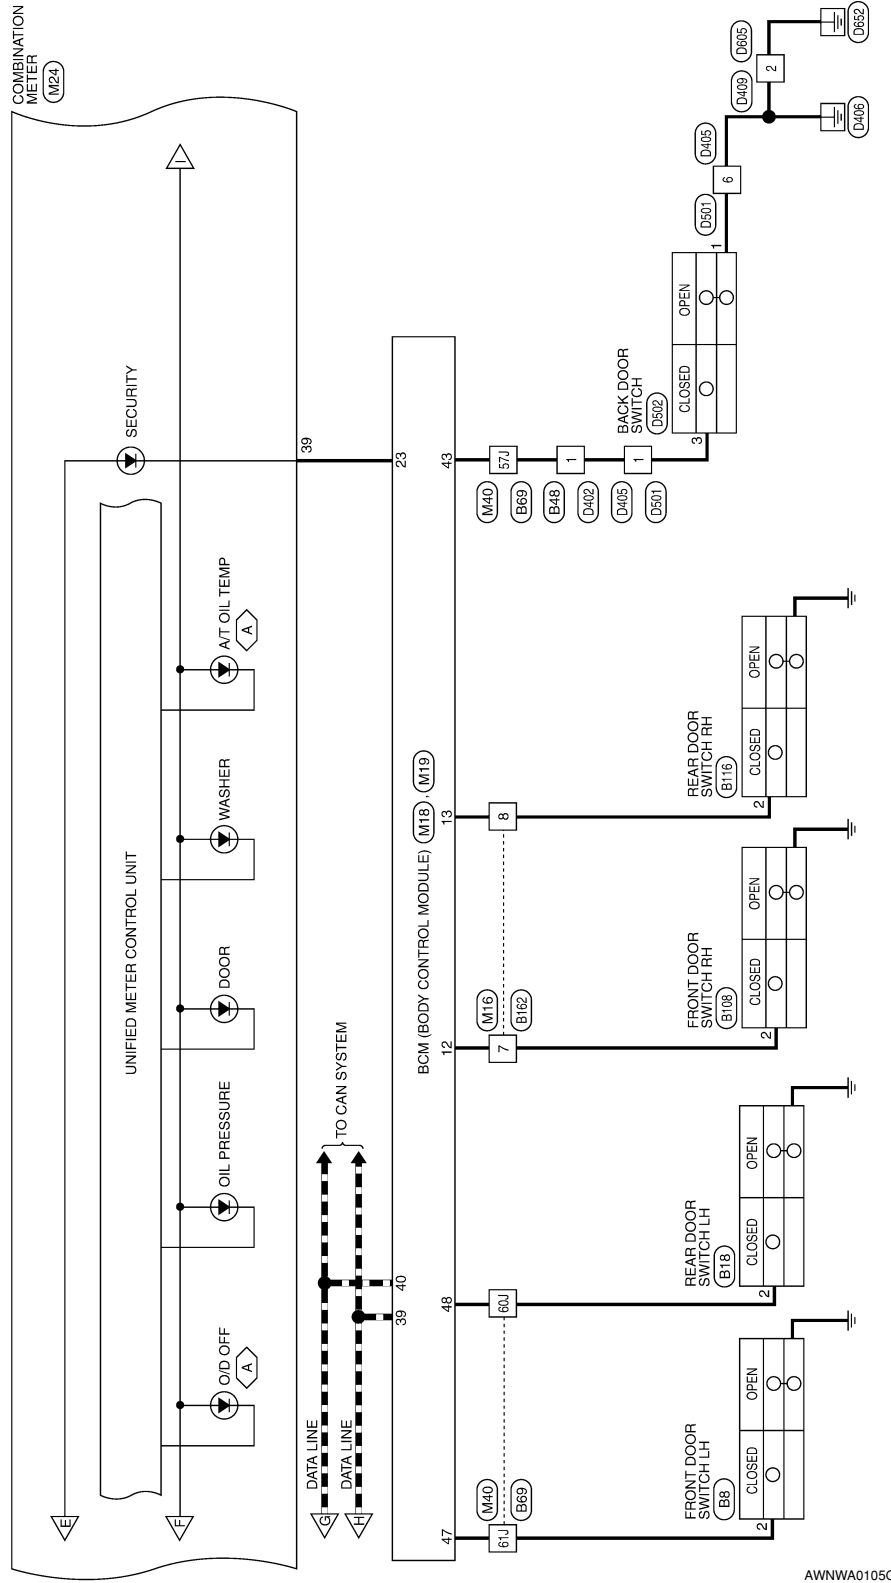 COMBINATION
METER
M24
E
F
I
SECURITY
39
UNIFIED METER CONTROL UNIT
O/D OFF
A
OIL PRESSURE
DOOR
WASHER
A/T OIL TEMP
A
DATA LINE
G
DATA LINE
H
TO CAN SYSTEM
39
40
23
BCM (BODY CONTROL MODULE) M18 , M19
47
48
12
13
43
61J
M40
B69
60J
7
M16
B162
8
57J
M40
B69
1
B48
D402
1
D405
D501
FRONT DOOR
SWITCH LH
B8
CLOSED
OPEN
2
REAR DOOR
SWITCH LH
B18
CLOSED
OPEN
2
FRONT DOOR
SWITCH RH
B108
CLOSED
OPEN
2
REAR DOOR
SWITCH RH
B116
CLOSED
OPEN
2
BACK DOOR
SWITCH
D502
CLOSED
OPEN
3
1
D501
6
D405
D409
2
D605
D406
D652